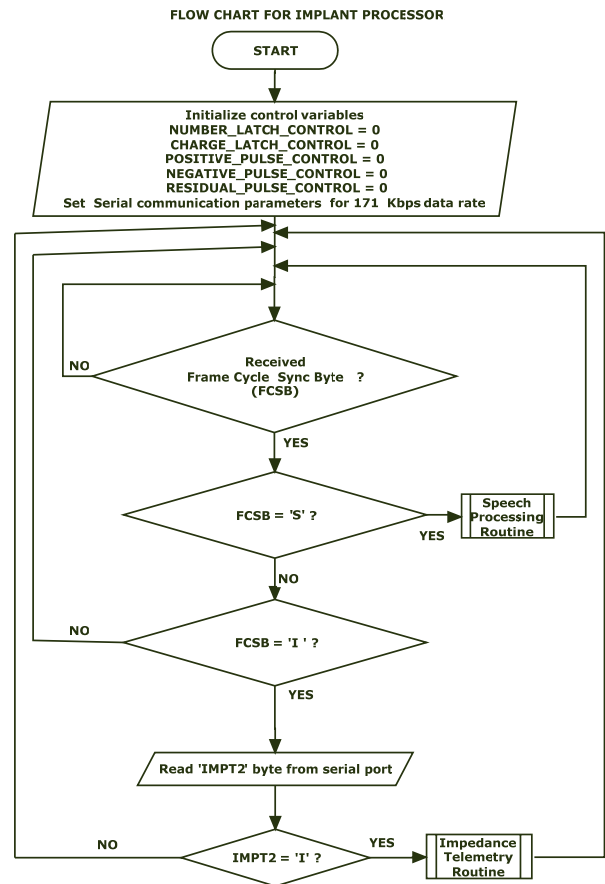 FLOW CHART FOR IMPLANT PROCESSOR
START
Initialize control variables
NUMBER_LATCH_CONTROL = 0
CHARGE_LATCH_CONTROL = 0
POSITIVE_PULSE_CONTROL = 0
NEGATIVE_PULSE_CONTROL = 0
RESIDUAL_PULSE_CONTROL = 0
Set Serial communication parameters for 171 Kbps data rate
NO
Received
Frame Cycle Sync Byte ?
(FCSB)
YES
FCSB = 'S' ?
YES
Speech
Processing
Routine
NO
NO
FCSB = 'I ' ?
YES
Read 'IMPT2' byte from serial port
NO
IMPT2 = 'I' ?
YES
Impedance
Telemetry
Routine